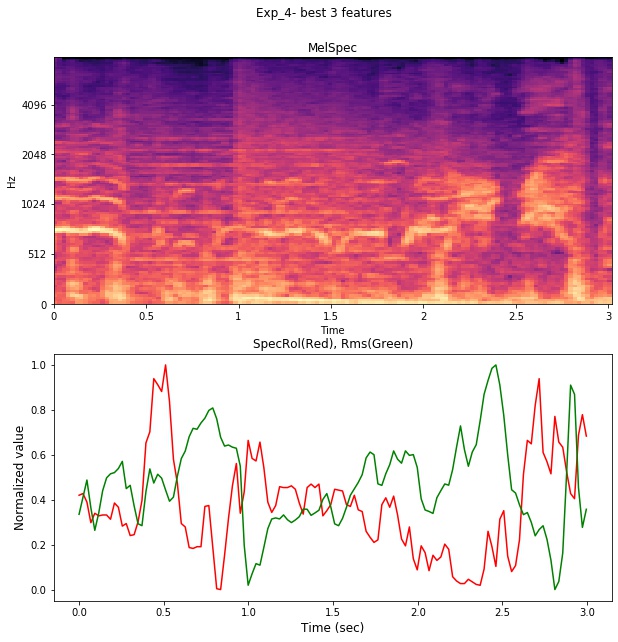 Exp_4- best 3 features
MelSpec
4096
2048
1024
512
0
Hz
0 0.5 1 1.5 2 2.5 3
Time
SpecRol(Red), Rms(Green)
1.0
0.8
0.6
0.4
0.2
0.0
Normalized value
0.0 0.5 1.0 1.5 2.0 2.5 3.0
Time (sec)